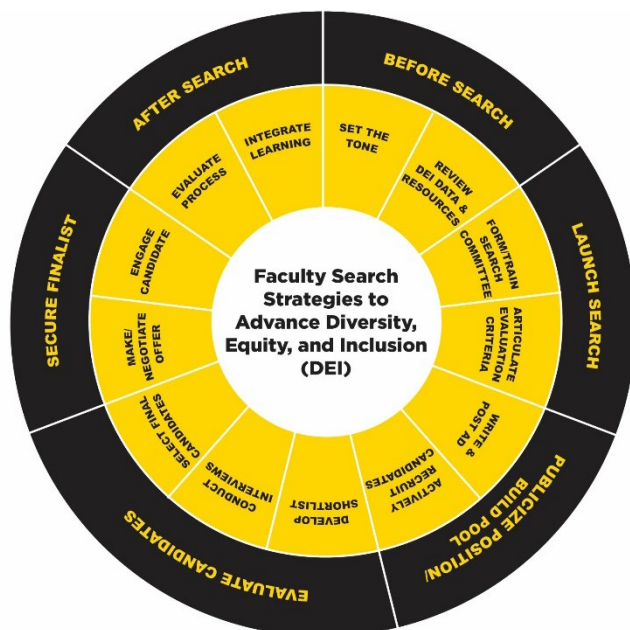 Faculty Search
Strategies to
Advance Diversity,
Equity, and Inclusion
(DEI)
BEFORE SEARCH
SET THE
TONE
REVIEW
DEI DATA &
RESOURCES
LAUNCH SEARCH
FORM/TRAIN
SEARCH
COMMITTEE
ARTICULATE
EVALUATION
CRITERIA
PUBLICIZE POSITION/
BUILD POOL
WRITE &
POST AD
ACTIVELY
RECRUIT
CANDIDATES
EVALUATE CANDIDATES
DEVELOP
SHORTLIST
CONDUCT
INTERVIEWS
SELECT FINAL
CANDIDATES
SECURE FINALIST
MAKE/
NEGOTIATE
OFFER
ENGAGE
CANDIDATE
AFTER SEARCH
EVALUATE
PROCESS
INTEGRATE
LEARNING